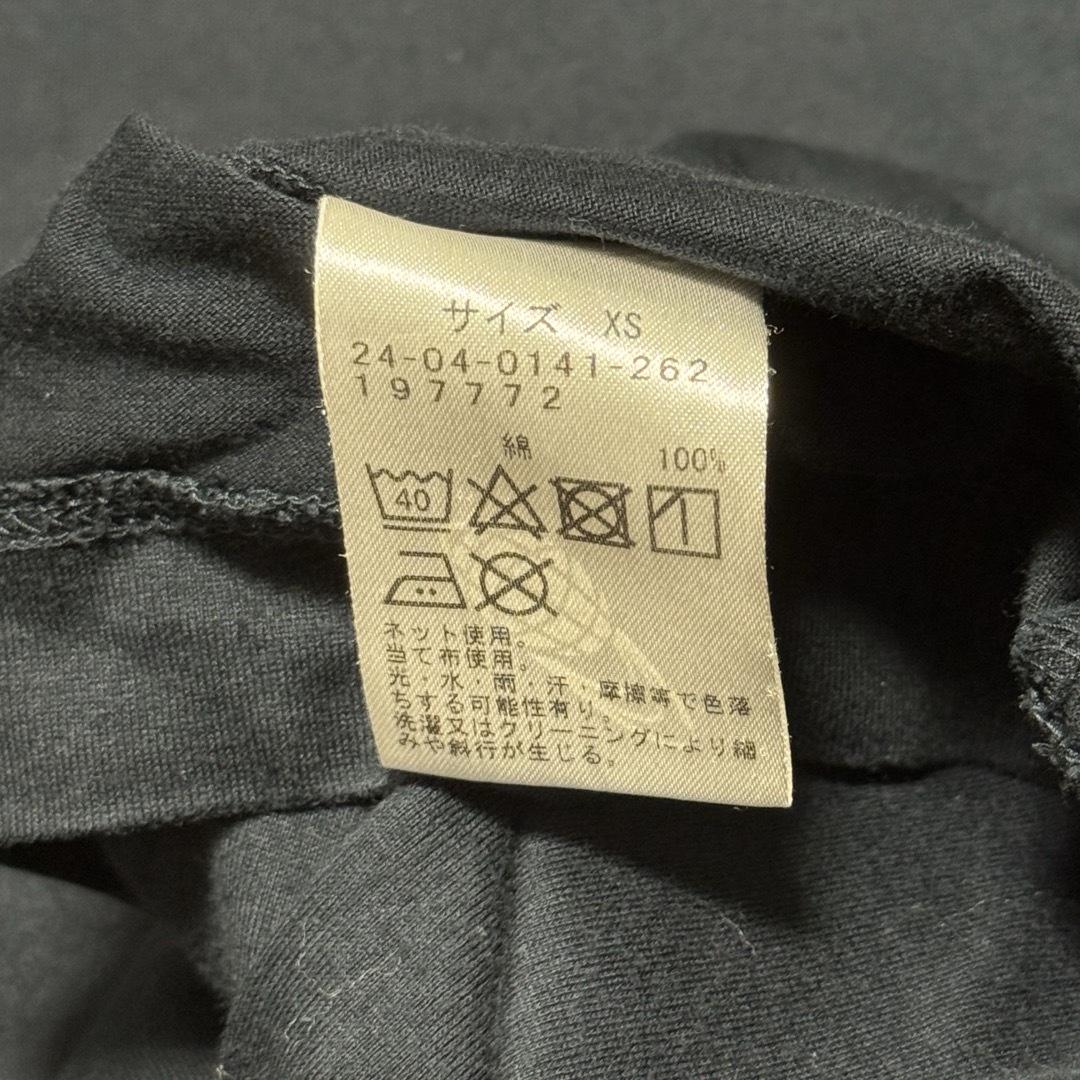 サイズ XS
24-04-0141-262
197772
綿 100%
40
ネット使用。
当て布使用。
光・水・雨・汗・摩擦等で色落
ちする可能性有り。
洗濯又はクリーニングにより縮
みや斜行が生じる。